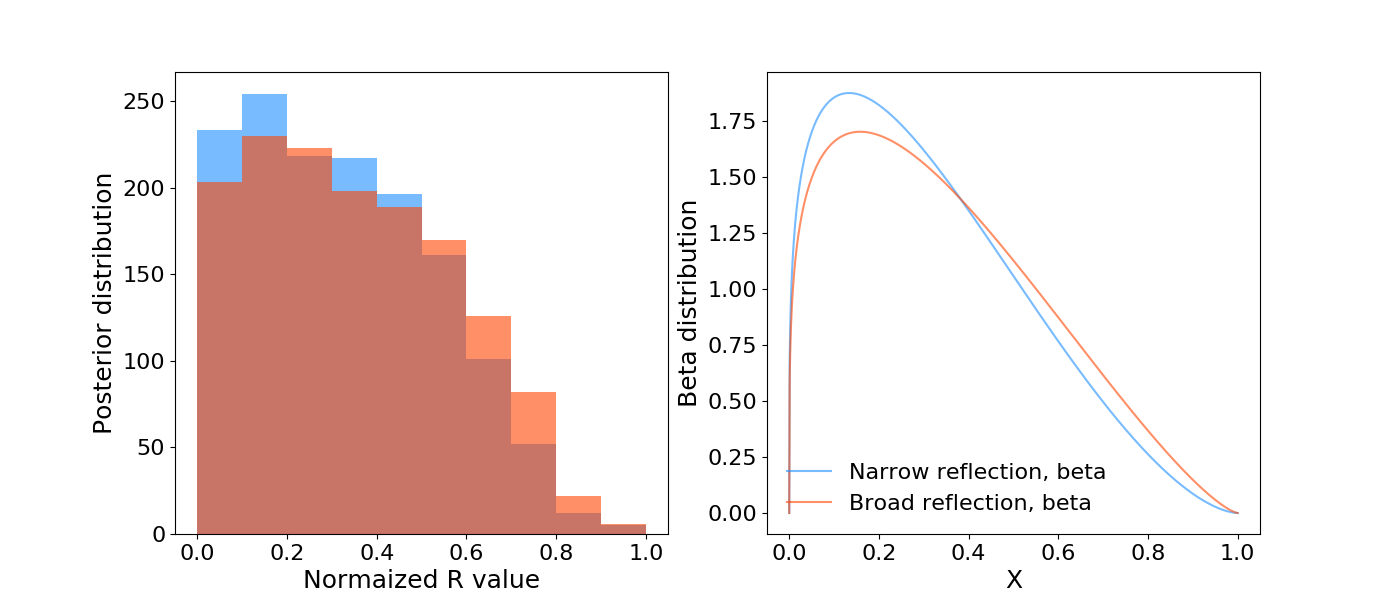 Posterior distribution
250
200
150
100
50
0
0.0 0.2 0.4 0.6 0.8 1.0
Normaized R value
Beta distribution
1.75
1.50
1.25
1.00
0.75
0.50
0.25
0.00
Narrow reflection, beta
Broad reflection, beta
0.0 0.2 0.4 0.6 0.8 1.0
X